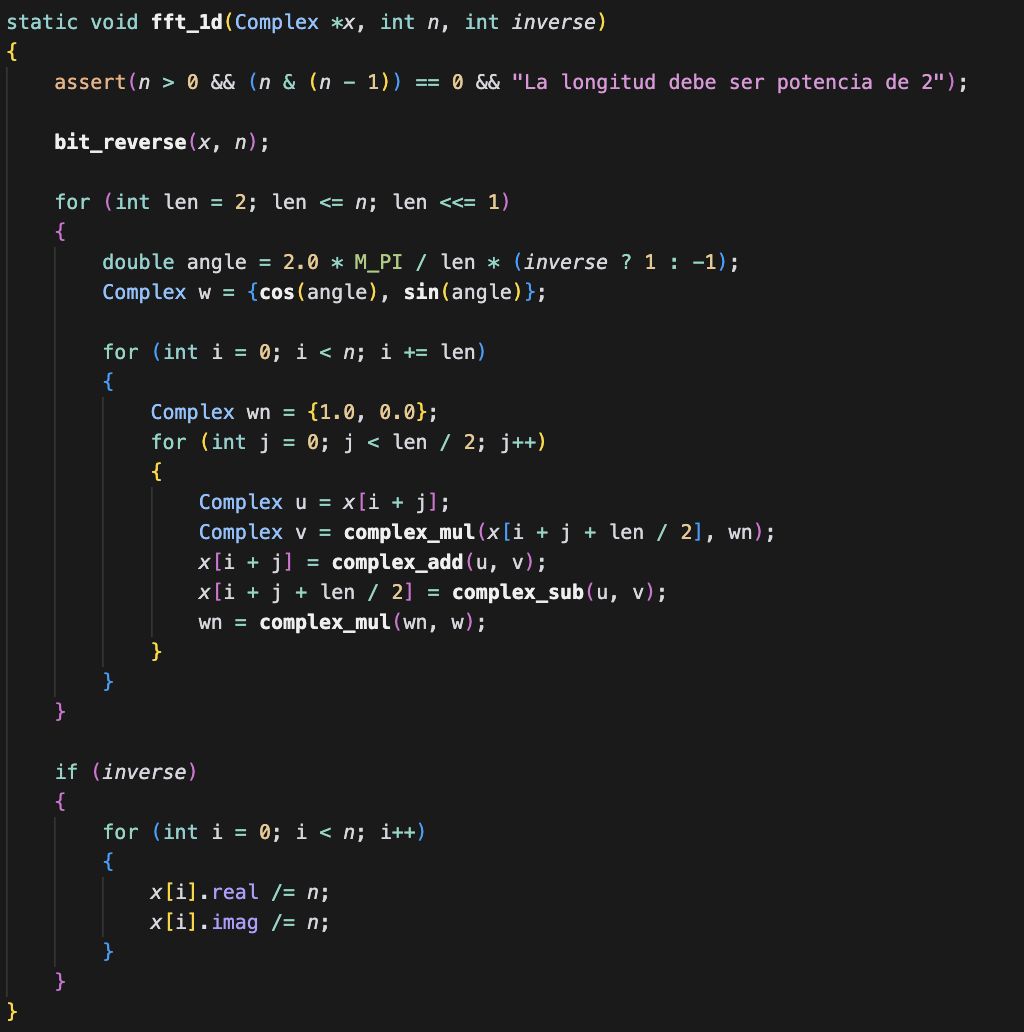 static void fft_1d(Complex *x, int n, int inverse)
{
    assert(n > 0 && (n & (n - 1)) == 0 && "La longitud debe ser potencia de 2");

    bit_reverse(x, n);

    for (int len = 2; len <= n; len <<= 1)
    {
        double angle = 2.0 * M_PI / len * (inverse ? 1 : -1);
        Complex w = {cos(angle), sin(angle)};

        for (int i = 0; i < n; i += len)
        {
            Complex wn = {1.0, 0.0};
            for (int j = 0; j < len / 2; j++)
            {
                Complex u = x[i + j];
                Complex v = complex_mul(x[i + j + len / 2], wn);
                x[i + j] = complex_add(u, v);
                x[i + j + len / 2] = complex_sub(u, v);
                wn = complex_mul(wn, w);
            }
        }
    }

    if (inverse)
    {
        for (int i = 0; i < n; i++)
        {
            x[i].real /= n;
            x[i].imag /= n;
        }
    }
}